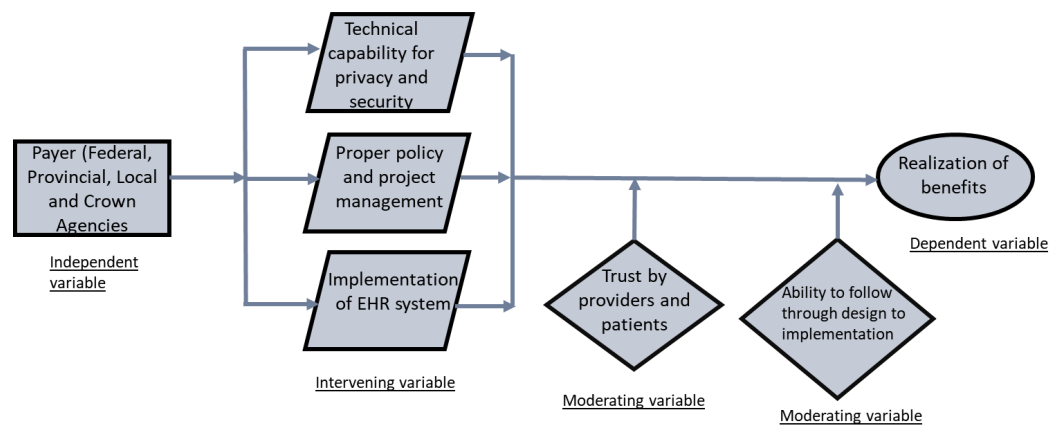 Technical
capability for
privacy and
security
Payer (Federal,
Provincial, Local
and Crown
Agencies
Independent
variable
Proper policy
and project
management
Implementation
of EHR system
Intervening variable
Trust by
providers and
patients
Moderating variable
Ability to follow
through design to
implementation
Moderating variable
Realization of
benefits
Dependent variable